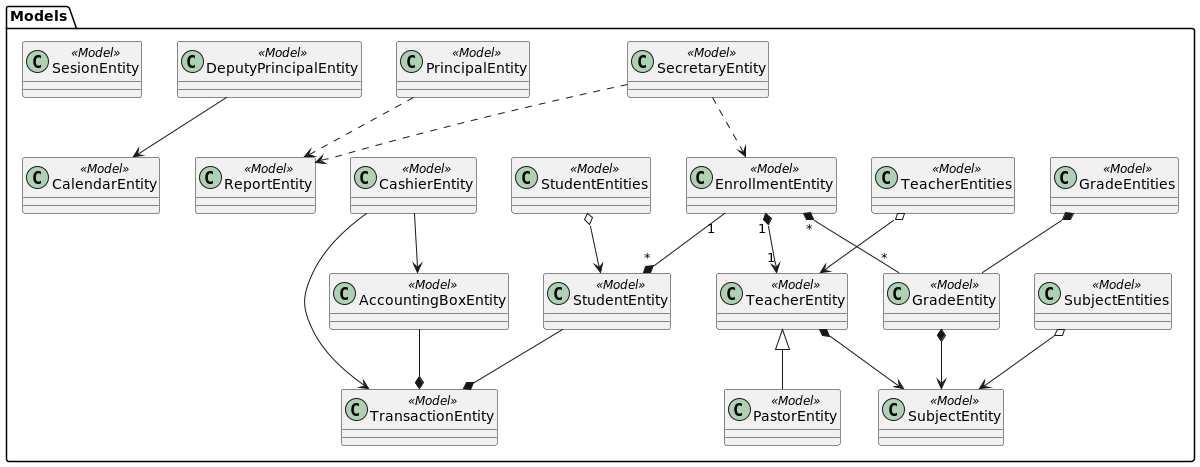 Models
C «Model» SesionEntity
C «Model» DeputyPrincipalEntity
C «Model» PrincipalEntity
C «Model» SecretaryEntity
C «Model» CalendarEntity
C «Model» ReportEntity
C «Model» CashierEntity
C «Model» StudentEntities
C «Model» EnrollmentEntity
C «Model» TeacherEntities
C «Model» GradeEntities
1
1
*
*
1
*
C «Model» AccountingBoxEntity
C «Model» StudentEntity
C «Model» TeacherEntity
C «Model» GradeEntity
C «Model» SubjectEntities
C «Model» TransactionEntity
C «Model» PastorEntity
C «Model» SubjectEntity